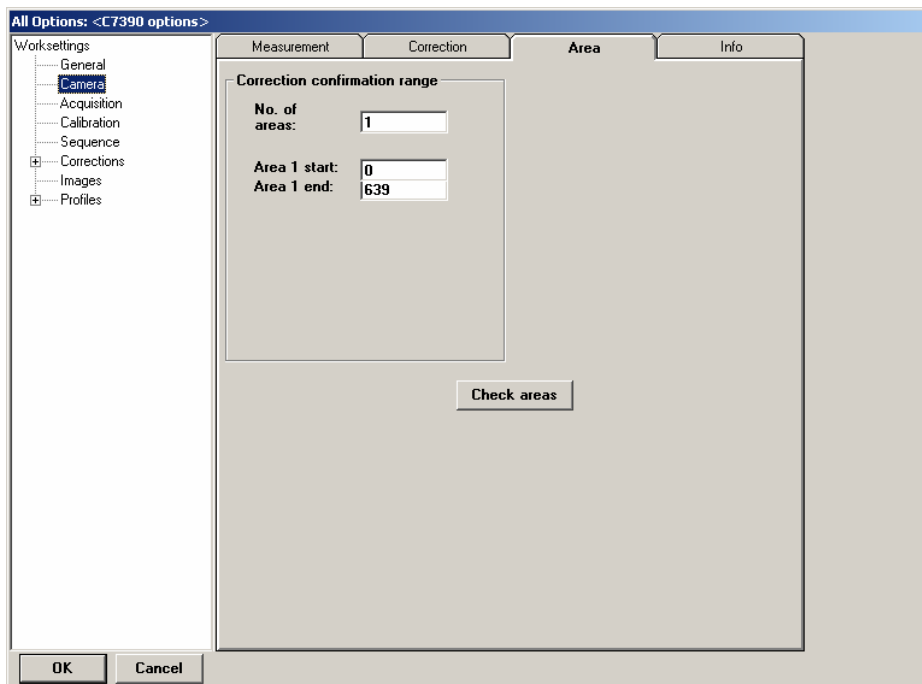 All Options: <C7390 options>
Worksettings
General
Camera
Acquisition
Calibration
Sequence
Corrections
Images
Profiles
Measurement Correction Area Info
Correction confirmation range
No. of
areas: 1
Area 1 start: 0
Area 1 end: 639
Check areas
OK Cancel